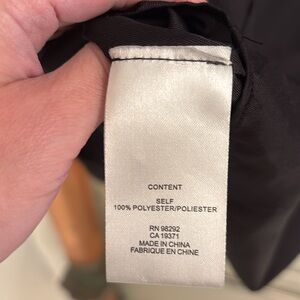 CONTENT
SELF
100% POLYESTER/POLIESTER
RN 98292
CA 19371
MADE IN CHINA
FABRIQUE EN CHINE